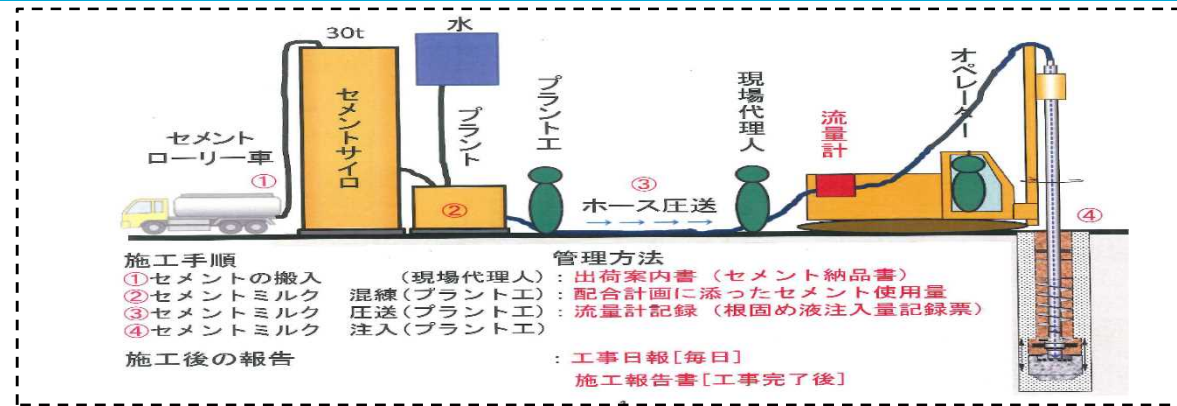 30t
水
セメントサイロ
プラント
プラント工
現場代理人
流量計
オペレーター
セメント
ローリー車
①
②
③
ホース圧送
④
施工手順 管理方法
①セメントの搬入 (現場代理人)：出荷案内書（セメント納品書）
②セメントミルク 混練(プラント工)：配合計画に添ったセメント使用量
③セメントミルク 圧送(プラント工)：流量計記録（根固め液注入量記録票）
④セメントミルク 注入(プラント工)
施工後の報告 ：工事日報[毎日]
施工報告書[工事完了後]